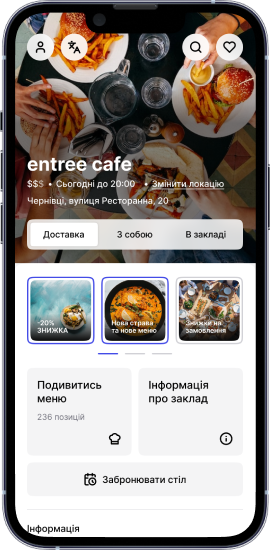 entree cafe
$$$ • Сьогодні до 20:00 • Змінити локацію
Чернівці, вулиця Ресторанна, 20
Доставка З собою В закладі
-20%
ЗНИЖКА
Нова страва
та нове меню
Знижки на
замовлення
Подивитись
меню
236 позицій
Інформація
про заклад
Забронювати стіл
Інформація